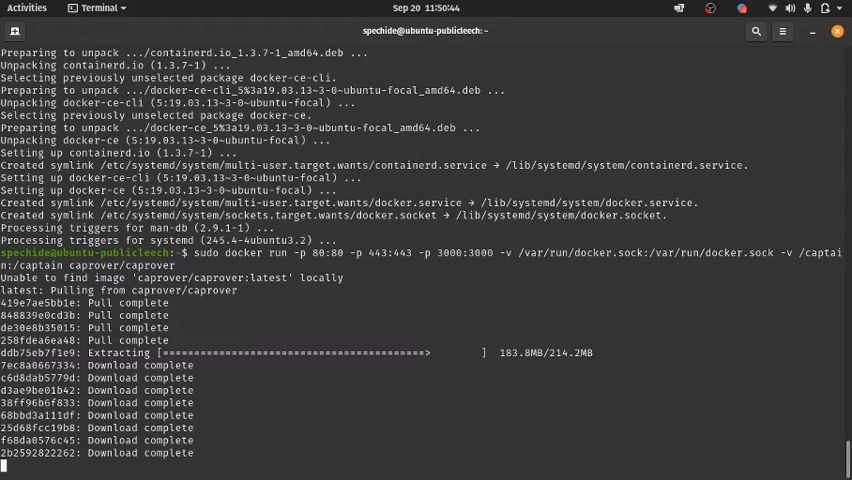 Activities
Terminal
Sep 20 11:50:44
spechide@ubuntu-publicleech: ~
Preparing to unpack .../containerd.io_1.3.7-1_amd64.deb ...
Unpacking containerd.io (1.3.7-1) ...
Selecting previously unselected package docker-ce-cli.
Preparing to unpack .../docker-ce-cli_5%3a19.03.13~3-0~ubuntu-focal_amd64.deb ...
Unpacking docker-ce-cli (5:19.03.13~3-0~ubuntu-focal) ...
Selecting previously unselected package docker-ce.
Preparing to unpack .../docker-ce_5%3a19.03.13~3-0~ubuntu-focal_amd64.deb ...
Unpacking docker-ce (5:19.03.13~3-0~ubuntu-focal) ...
Setting up containerd.io (1.3.7-1) ...
Created symlink /etc/systemd/system/multi-user.target.wants/containerd.service → /lib/systemd/system/containerd.service.
Setting up docker-ce-cli (5:19.03.13~3-0~ubuntu-focal) ...
Setting up docker-ce (5:19.03.13~3-0~ubuntu-focal) ...
Created symlink /etc/systemd/system/multi-user.target.wants/docker.service → /lib/systemd/system/docker.service.
Created symlink /etc/systemd/system/sockets.target.wants/docker.socket → /lib/systemd/system/docker.socket.
Processing triggers for man-db (2.9.1-1) ...
Processing triggers for systemd (245.4-4ubuntu3.2) ...
spechide@ubuntu-publicleech:~$ sudo docker run -p 80:80 -p 443:443 -p 3000:3000 -v /var/run/docker.sock:/var/run/docker.sock -v /captai
n:/captain caprover/caprover
Unable to find image 'caprover/caprover:latest' locally
latest: Pulling from caprover/caprover
419e7ae5bb1e: Pull complete
848839e0cd3b: Pull complete
de30e8b35015: Pull complete
258fdea6ea48: Pull complete
ddb75eb7f1e9: Extracting [==========================================>        ]  183.8MB/214.2MB
7ec8a0667334: Download complete
c6d8dab5779d: Download complete
d3ae9be01b42: Download complete
38ff96b6f833: Download complete
68bbd3a111df: Download complete
25d68fcc19b8: Download complete
f68da0576c45: Download complete
2b2592822262: Download complete